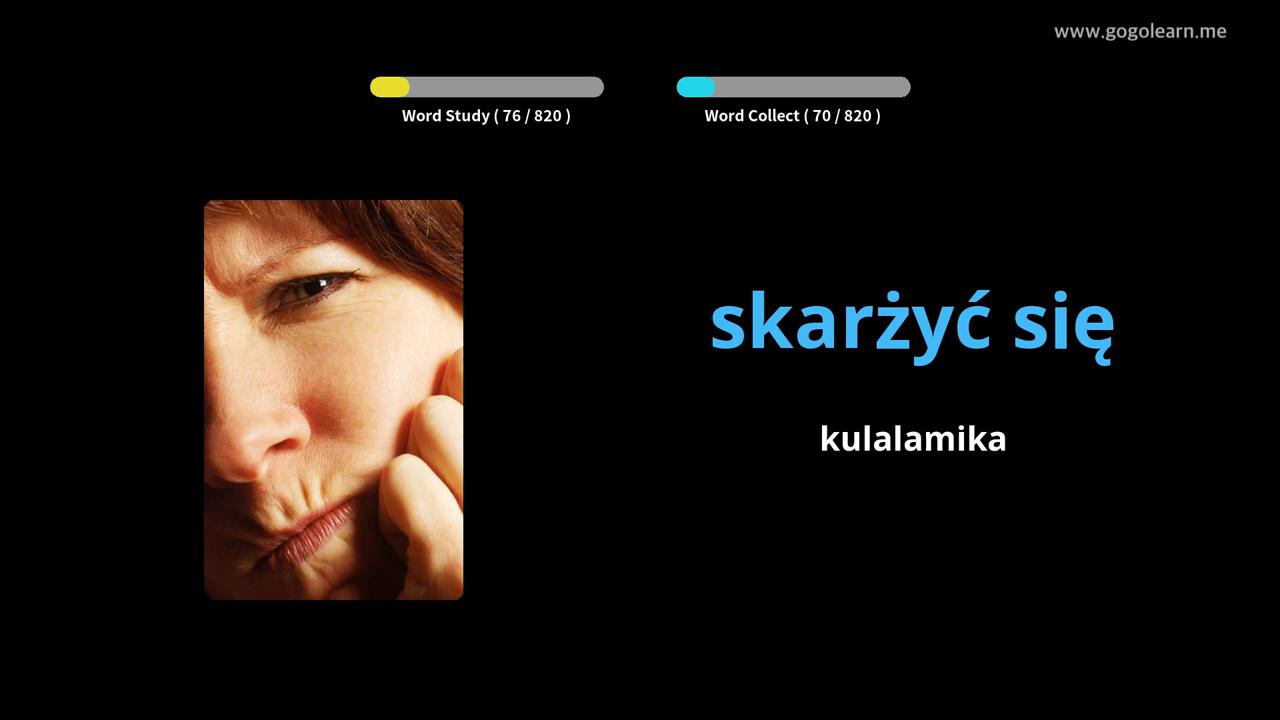 www.gogolearn.me
Word Study ( 76 / 820 )
Word Collect ( 70 / 820 )
skarżyć się
kulalamika